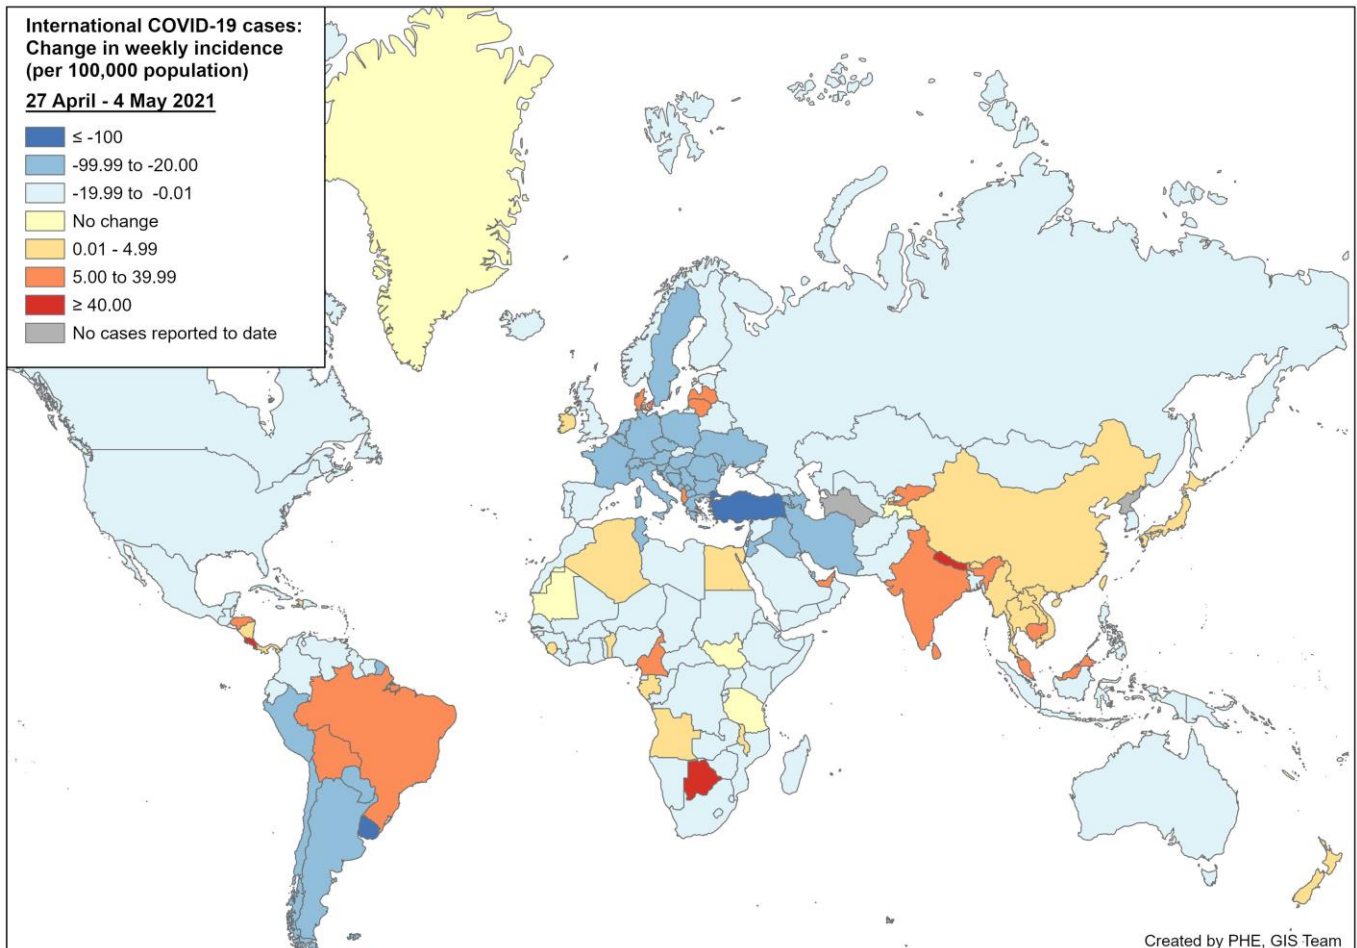 International COVID-19 cases:
Change in weekly incidence
(per 100,000 population)
27 April - 4 May 2021
≤ -100
-99.99 to -20.00
-19.99 to -0.01
No change
0.01 - 4.99
5.00 to 39.99
≥ 40.00
No cases reported to date
Created by PHE, GIS Team